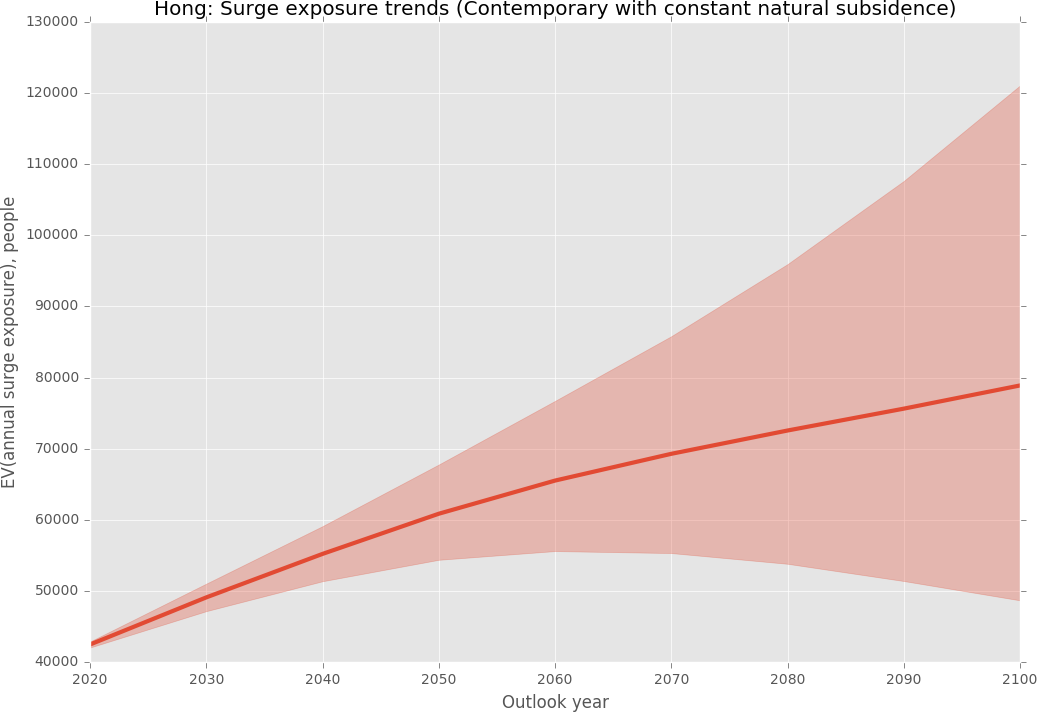 Hong: Surge exposure trends (Contemporary with constant natural subsidence)
EV(annual surge exposure), people
130000
120000
110000
100000
90000
80000
70000
60000
50000
40000
2020 2030 2040 2050 2060 2070 2080 2090 2100
Outlook year